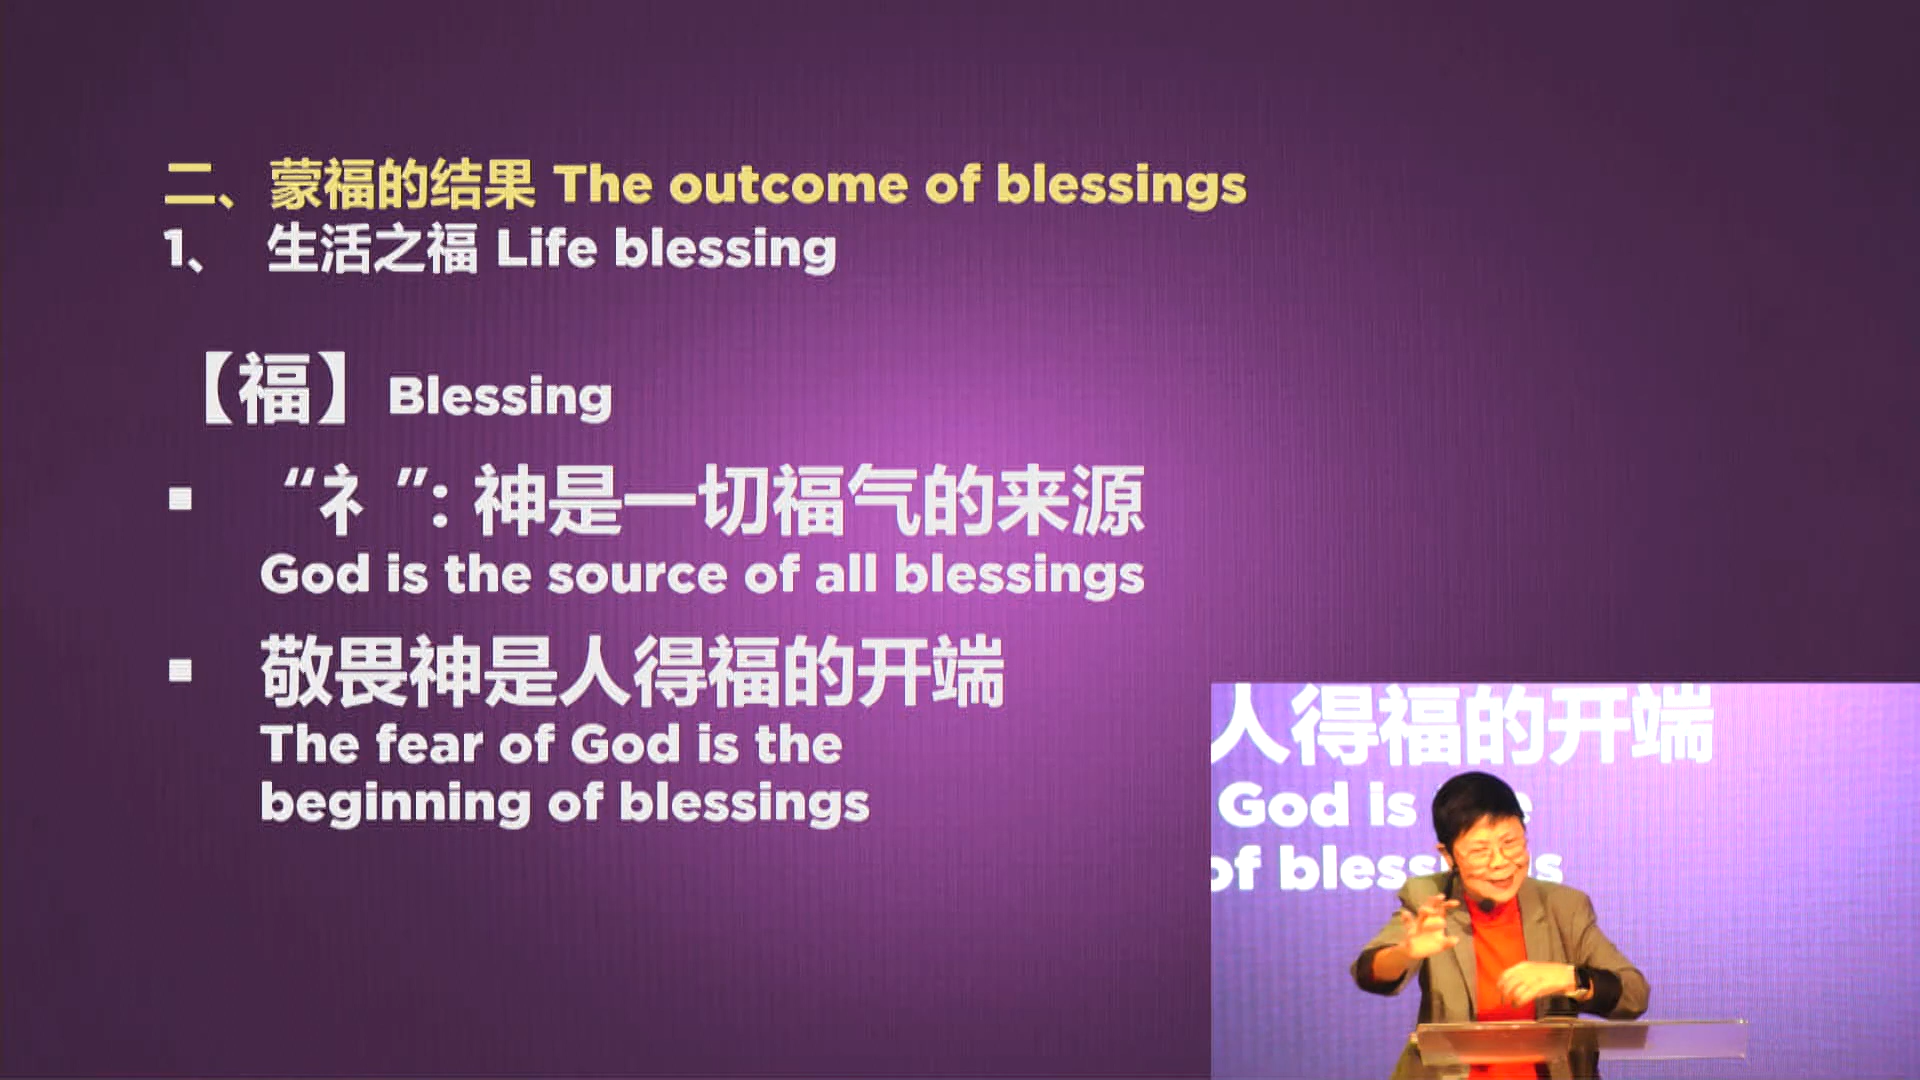 二、 蒙福的结果 The outcome of blessings
1、 生活之福 Life blessing
【福】 Blessing
▪ “礻”: 神是一切福气的来源
God is the source of all blessings
▪ 敬畏神是人得福的开端
The fear of God is the
beginning of blessings
人得福的开端
God is
of bless